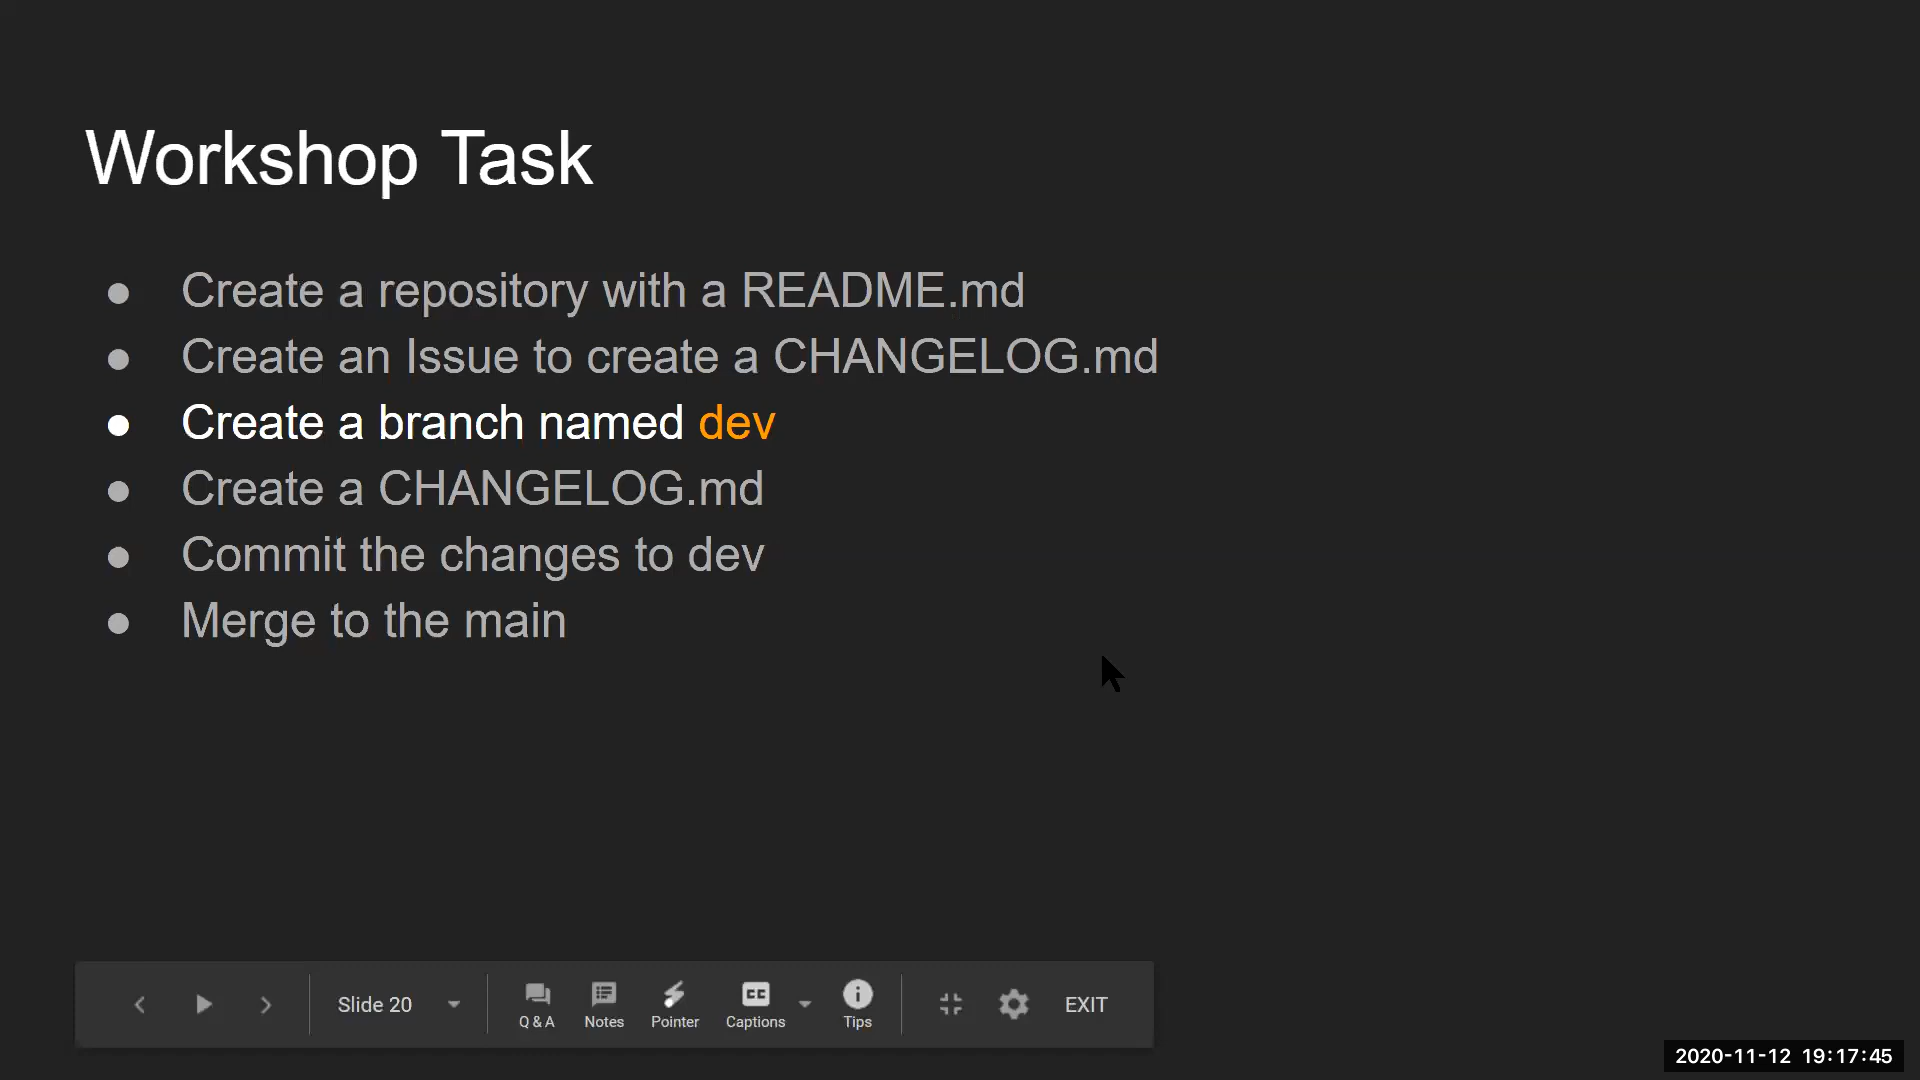 Workshop Task
● Create a repository with a README.md
● Create an Issue to create a CHANGELOG.md
● Create a branch named dev
● Create a CHANGELOG.md
● Commit the changes to dev
● Merge to the main
Slide 20
Q & A
Notes
Pointer
CC
Captions
Tips
EXIT
2020-11-12 19:17:45